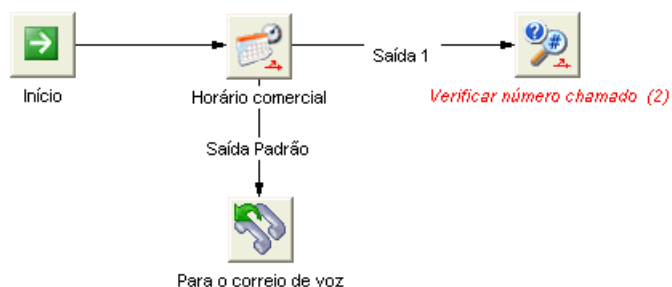 Saída 1
Início
Horário comercial
Verificar número chamado (2)
Saída Padrão
Para o correio de voz